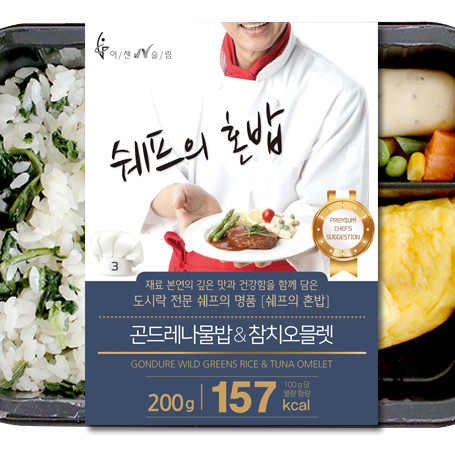 이/젠/W/슬/림
쉐프의 혼밥
PREMIUM
CHEF'S
SUGGESTION
3
재료 본연의 깊은 맛과 건강함을 함께 담은
도시락 전문 쉐프의 명품 [쉐프의 혼밥]
곤드레나물밥&참치오믈렛
GONDURE WILD GREENS RICE & TUNA OMELET
200g 157 kcal
100g 당
열량 함량